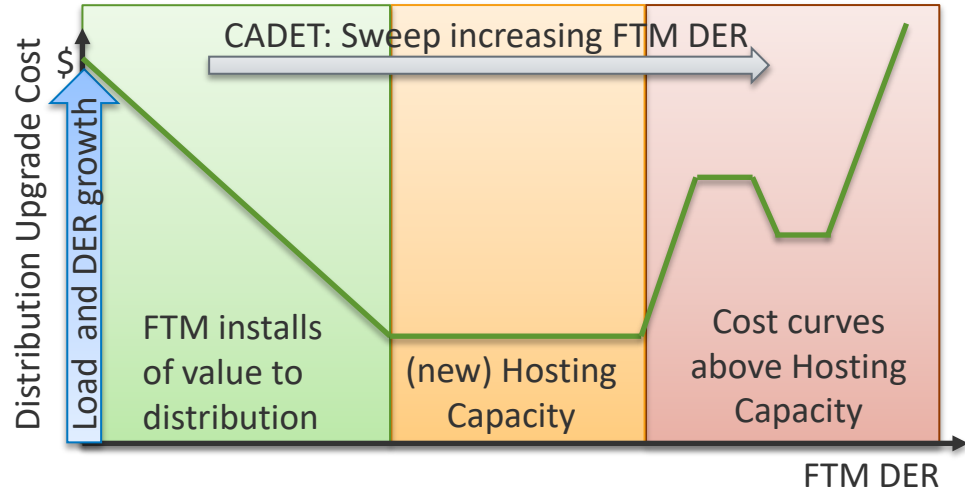 CADET: Sweep increasing FTM DER
$
Distribution Upgrade Cost
Load and DER growth
FTM installs
of value to
distribution
(new) Hosting
Capacity
Cost curves
above Hosting
Capacity
FTM DER